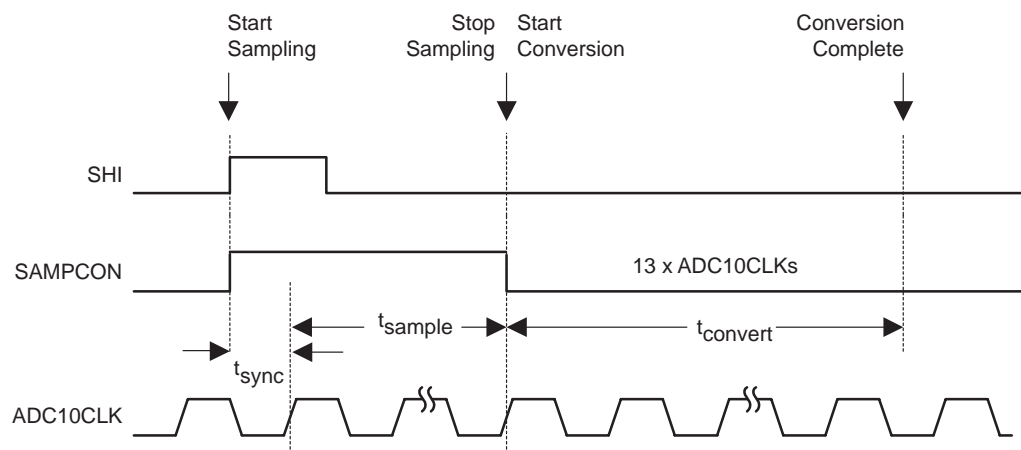 Start
Sampling
Stop
Sampling
Start
Conversion
Conversion
Complete
SHI
SAMPCON
13 x ADC10CLKs
tsample
tconvert
tsync
ADC10CLK